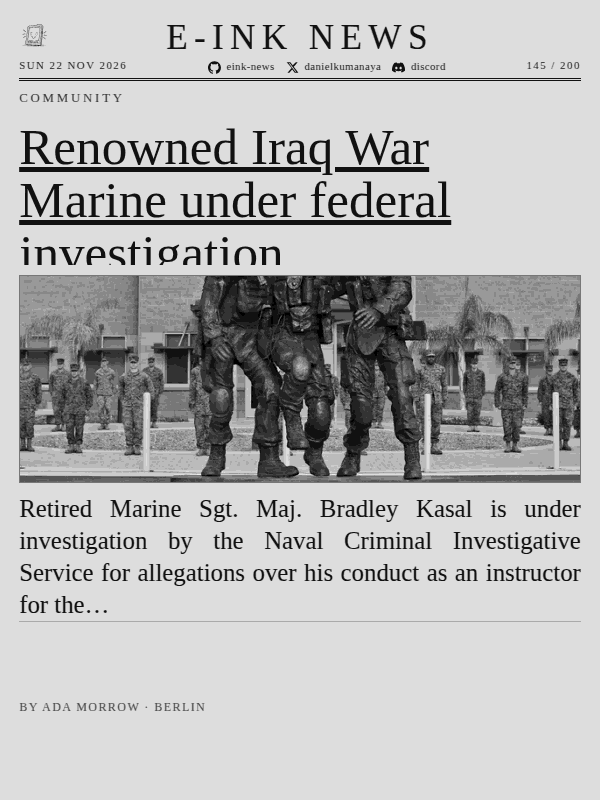 E-INK NEWS
SUN 22 NOV 2026 eink-news danielkumanaya discord 145 / 200
COMMUNITY
Renowned Iraq War
Marine under federal
investigation
Retired Marine Sgt. Maj. Bradley Kasal is under
investigation by the Naval Criminal Investigative
Service for allegations over his conduct as an instructor
for the…
BY ADA MORROW · BERLIN